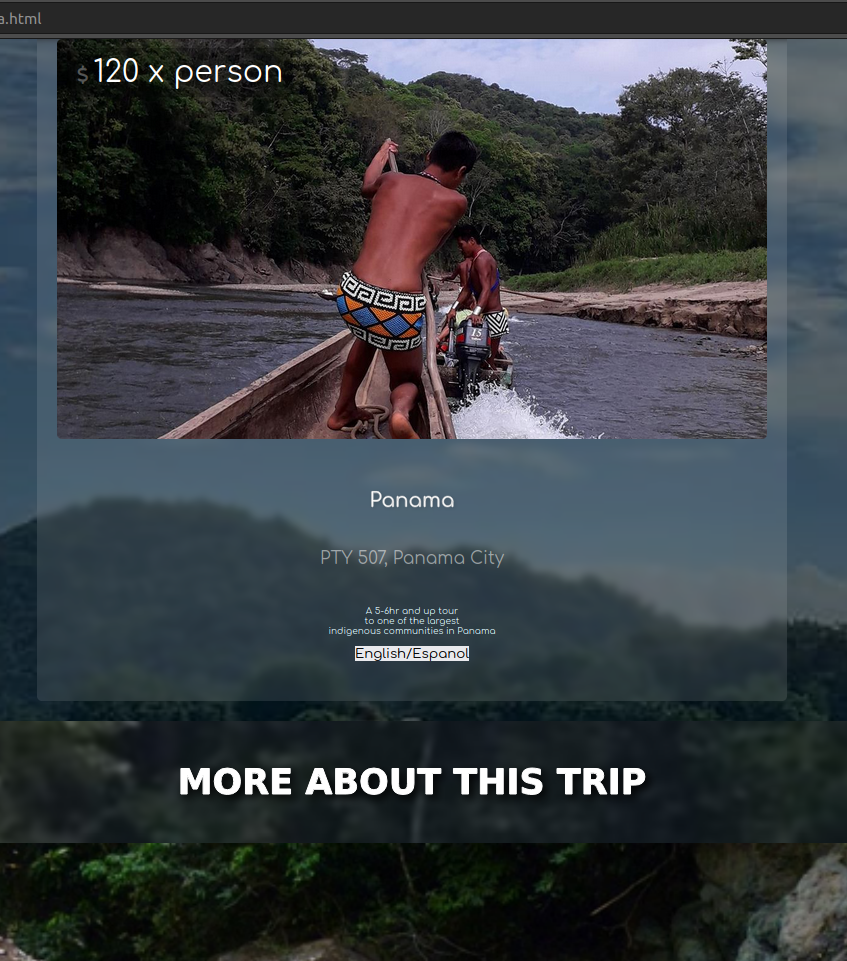 a.html
$ 120 x person
15
Panama
PTY 507, Panama City
A 5-6hr and up tour
to one of the largest
indigenous communities in Panama
English/Espanol
MORE ABOUT THIS TRIP